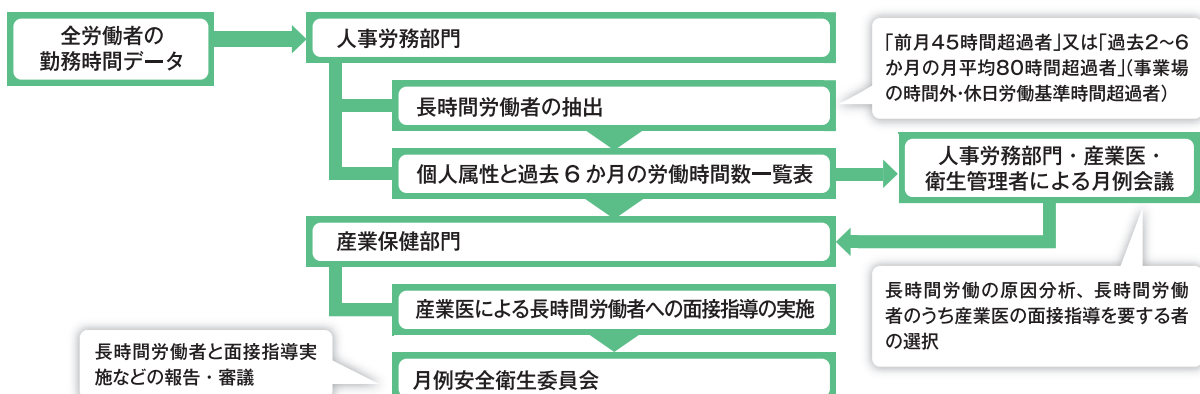 全労働者の
勤務時間データ
人事労務部門
「前月45時間超過者」又は「過去2〜6
か月の月平均80時間超過者」(事業場
の時間外・休日労働基準時間超過者)
長時間労働者の抽出
個人属性と過去 6 か月の労働時間数一覧表
人事労務部門・産業医・
衛生管理者による月例会議
産業保健部門
長時間労働の原因分析、長時間労働
者のうち産業医の面接指導を要する者
の選択
産業医による長時間労働者への面接指導の実施
長時間労働者と面接指導実
施などの報告・審議
月例安全衛生委員会